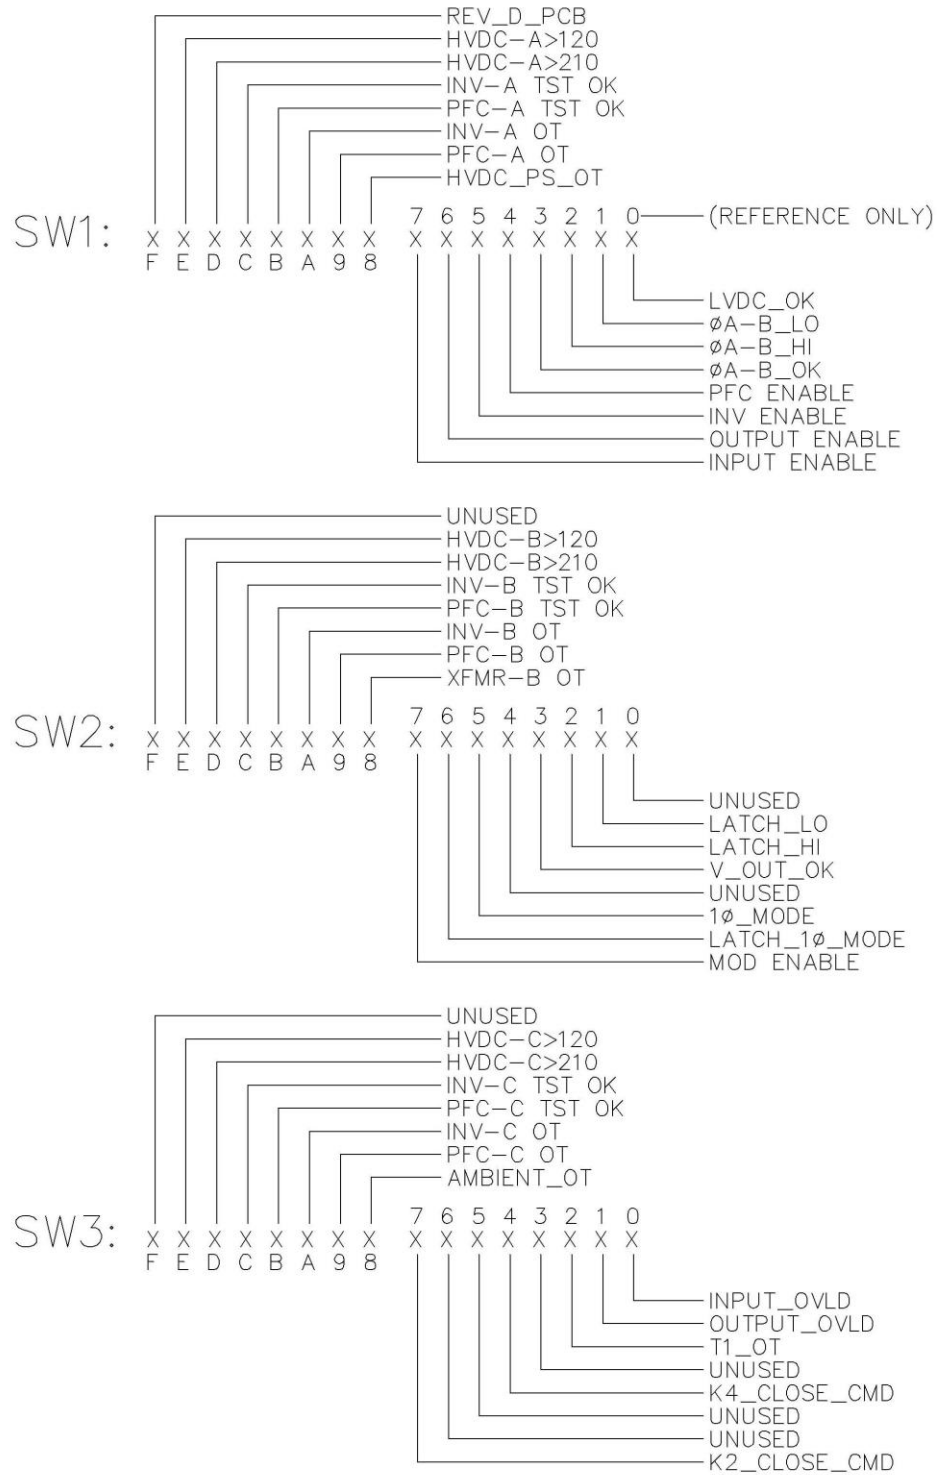 REV_D_PCB
HVDC-A>120
HVDC-A>210
INV-A TST OK
PFC-A TST OK
INV-A OT
PFC-A OT
HVDC_PS_OT
7 6 5 4 3 2 1 0 (REFERENCE ONLY)
SW1: X X X X X X X X X X X X X X X X
F E D C B A 9 8
LVDC_OK
ØA-B_LO
ØA-B_HI
ØA-B_OK
PFC ENABLE
INV ENABLE
OUTPUT ENABLE
INPUT ENABLE
UNUSED
HVDC-B>120
HVDC-B>210
INV-B TST OK
PFC-B TST OK
INV-B OT
PFC-B OT
XFMR-B OT
7 6 5 4 3 2 1 0
SW2: X X X X X X X X X X X X X X X X
F E D C B A 9 8
UNUSED
LATCH_LO
LATCH_HI
V_OUT_OK
UNUSED
1Ø_MODE
LATCH_1Ø_MODE
MOD ENABLE
UNUSED
HVDC-C>120
HVDC-C>210
INV-C TST OK
PFC-C TST OK
INV-C OT
PFC-C OT
AMBIENT_OT
7 6 5 4 3 2 1 0
SW3: X X X X X X X X X X X X X X X X
F E D C B A 9 8
INPUT_OVLD
OUTPUT_OVLD
T1_OT
UNUSED
K4_CLOSE_CMD
UNUSED
UNUSED
K2_CLOSE_CMD